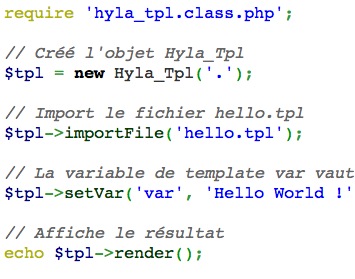 require 'hyla_tpl.class.php';
// Créé l'objet Hyla_Tpl
$tpl = new Hyla_Tpl('.');
// Import le fichier hello.tpl
$tpl->importFile('hello.tpl');
// La variable de template var vaut
$tpl->setVar('var', 'Hello World !'
// Affiche le résultat
echo $tpl->render();